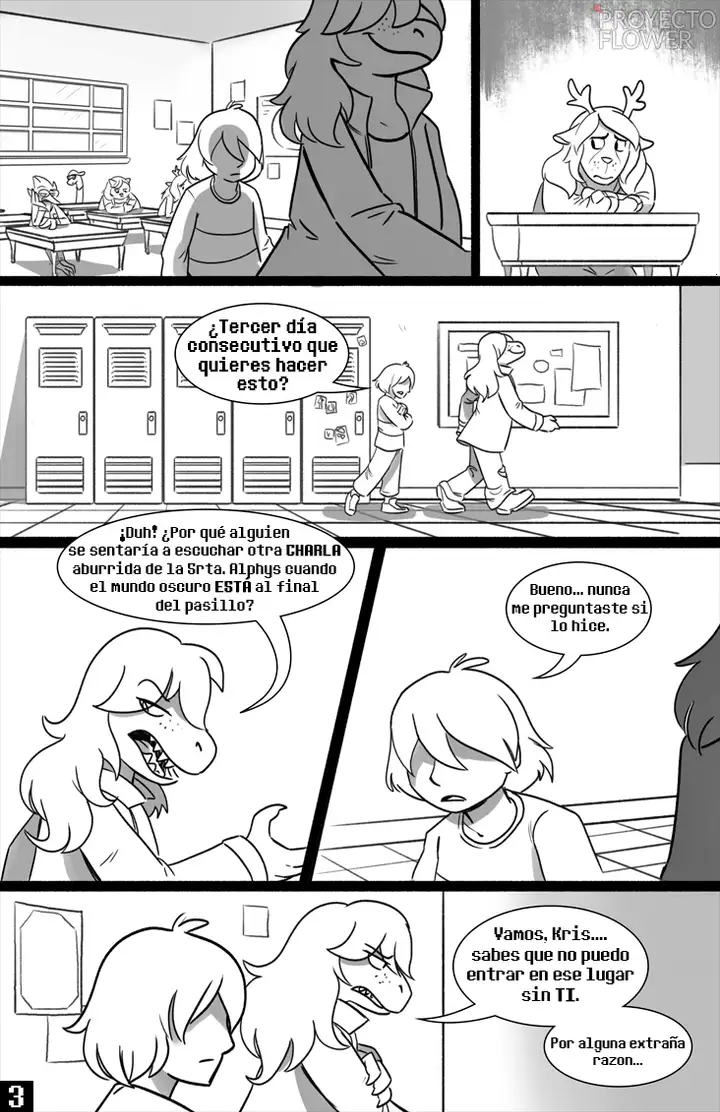 PROYECTO
FLOWER
¿Tercer día
consecutivo que
quieres hacer
esto?
¡Duh! ¿Por qué alguien
se sentaría a escuchar otra CHARLA
aburrida de la Srta. Alphys cuando
el mundo oscuro ESTÁ al final
del pasillo?
Bueno... nunca
me preguntaste si
lo hice.
Vamos, Kris....
sabes que no puedo
entrar en ese lugar
sin TI.
Por alguna extraña
razon...
3